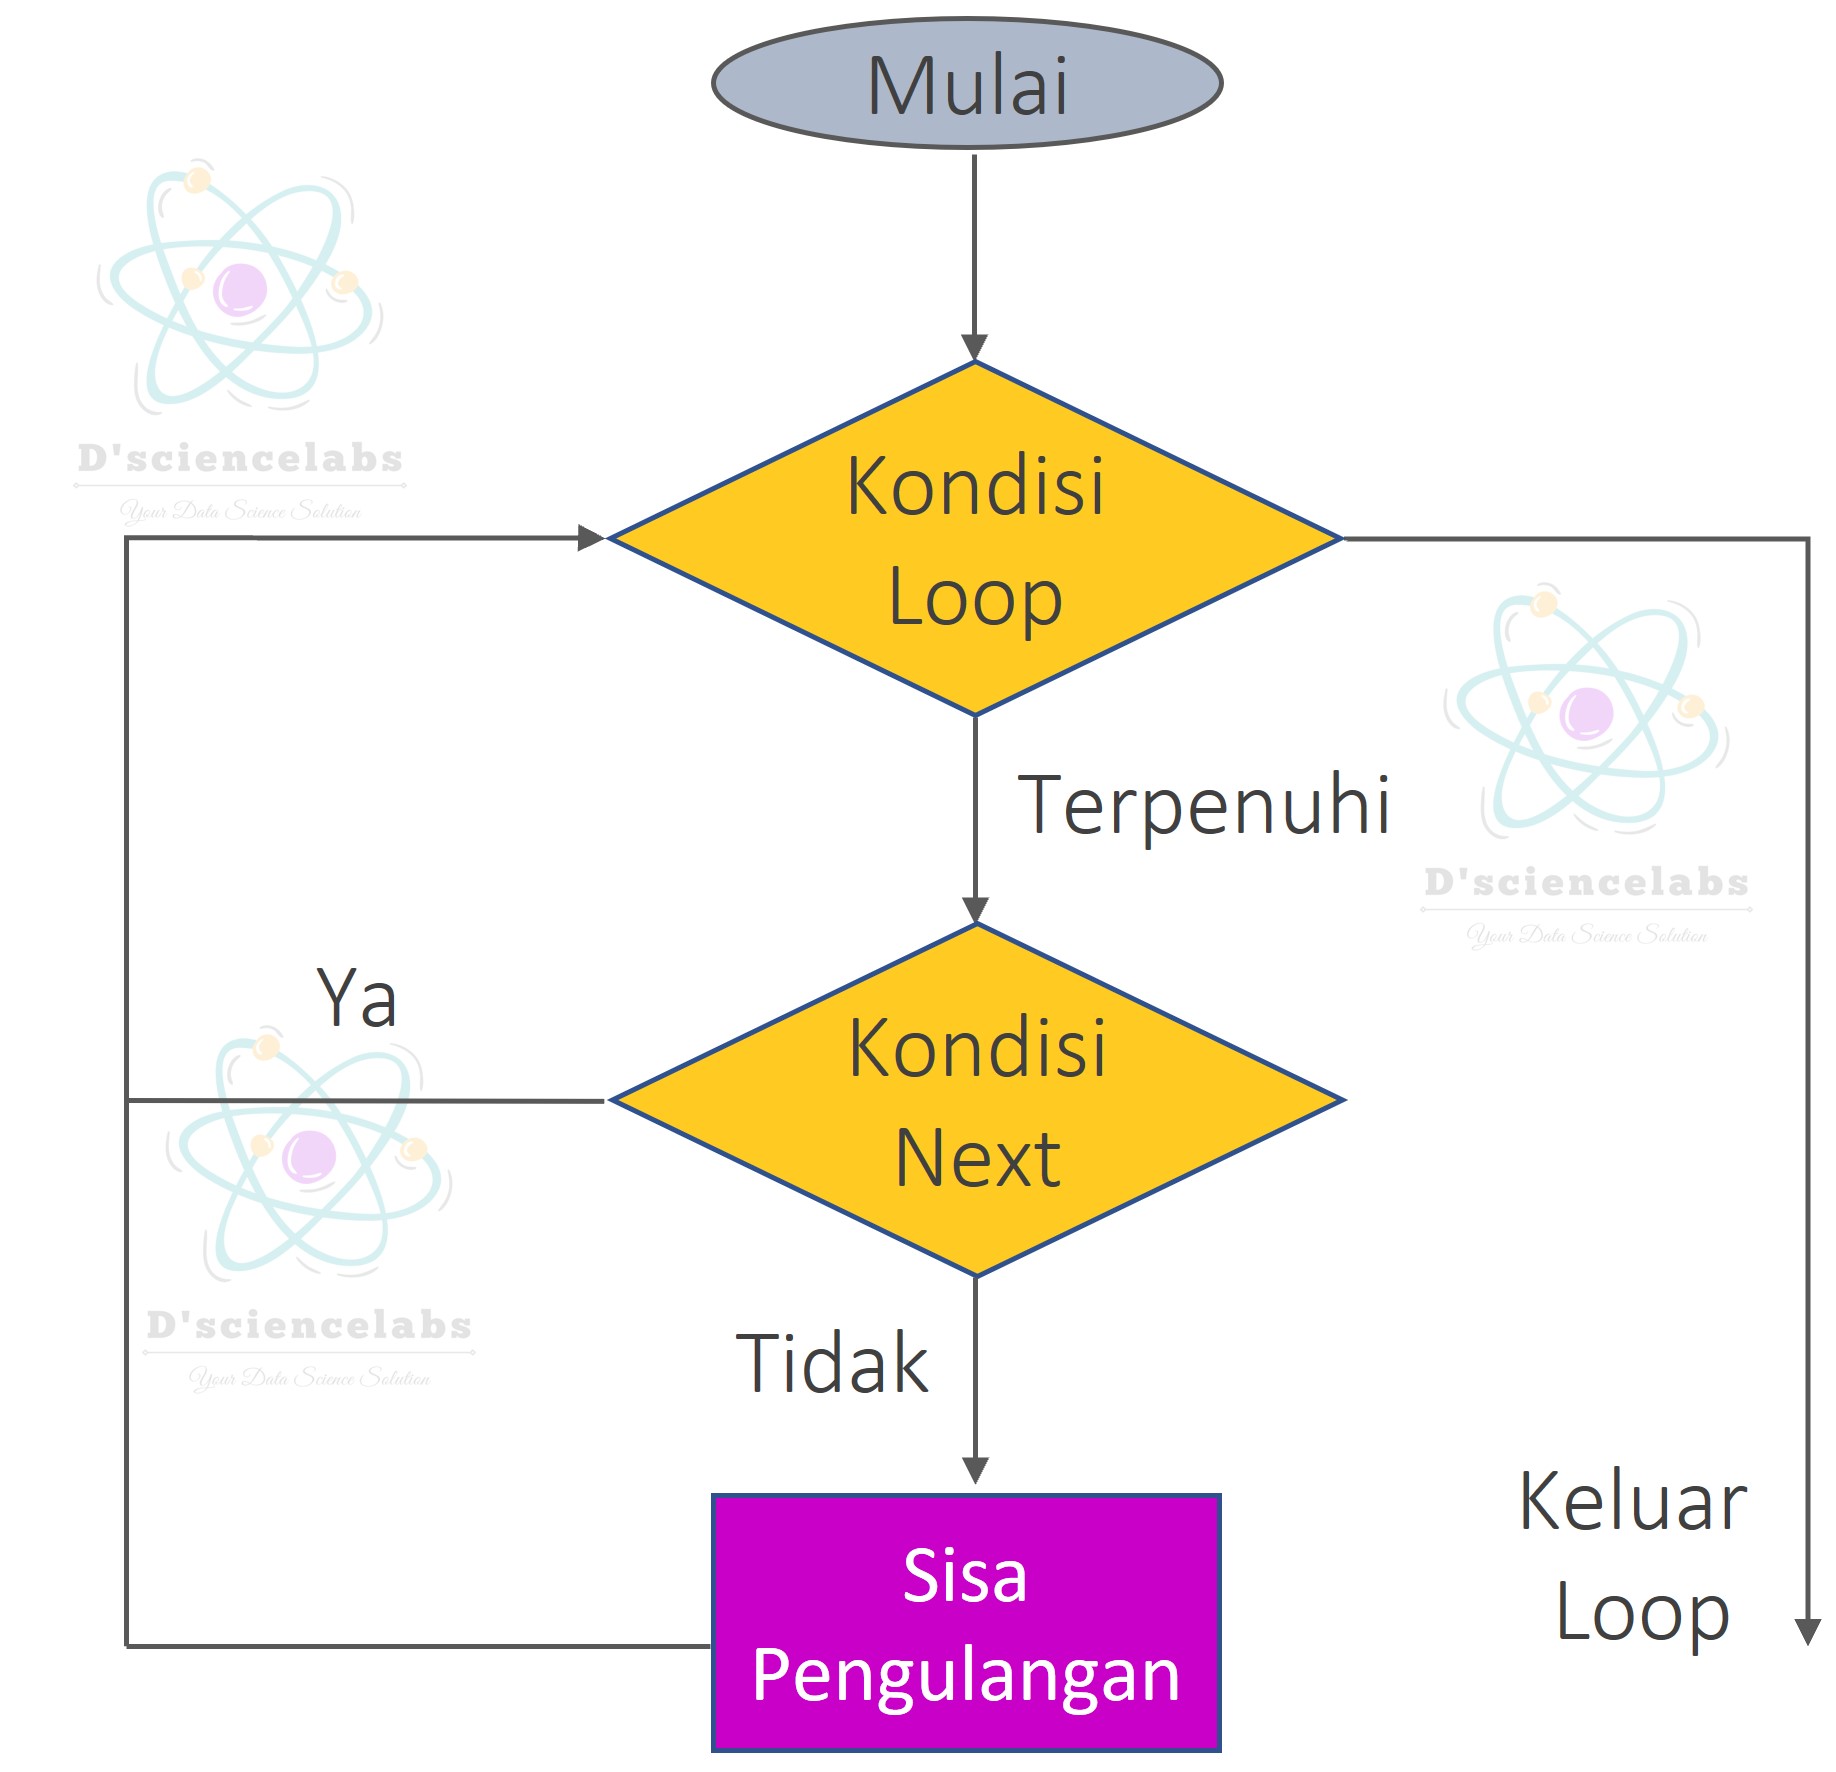 Mulai
D'sciencelabs
Your Data Science Solution
Kondisi
Loop
Terpenuhi
D'sciencelabs
Your Data Science Solution
Ya
Kondisi
Next
D'sciencelabs
Your Data Science Solution
Tidak
Keluar
Loop
Sisa
Pengulangan